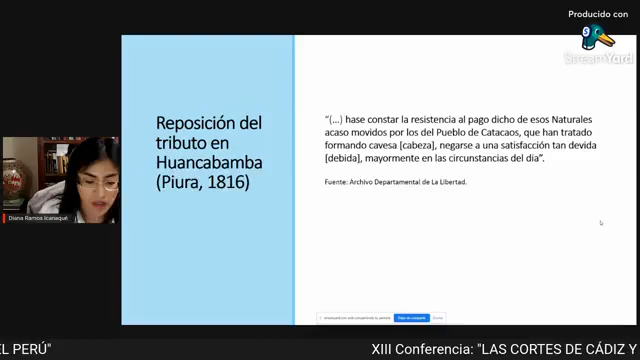 Producido con
StreamYard
Reposición del
tributo en
Huancabamba
(Piura, 1816)
“(...) hase constar la resistencia al pago dicho de esos Naturales
acaso movidos por los del Pueblo de Catacaos, que han tratado
formando cavesa [cabeza], negarse a una satisfacción tan devida
[debida], mayormente en las circunstancias del día”.
Fuente: Archivo Departamental de La Libertad.
Diana Ramos Icanaqué
EL PERÚ"
XIII Conferencia: "LAS CORTES DE CÁDIZ Y